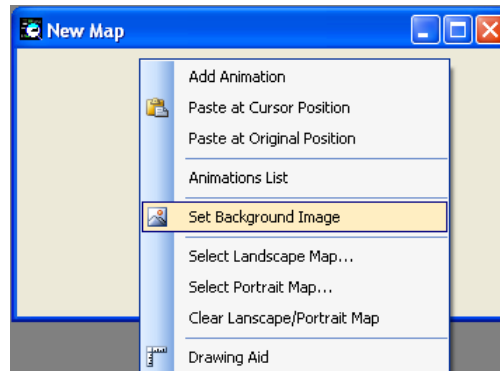 New Map
Add Animation
Paste at Cursor Position
Paste at Original Position
Animations List
Set Background Image
Select Landscape Map...
Select Portrait Map...
Clear Lanscape/Portrait Map
Drawing Aid